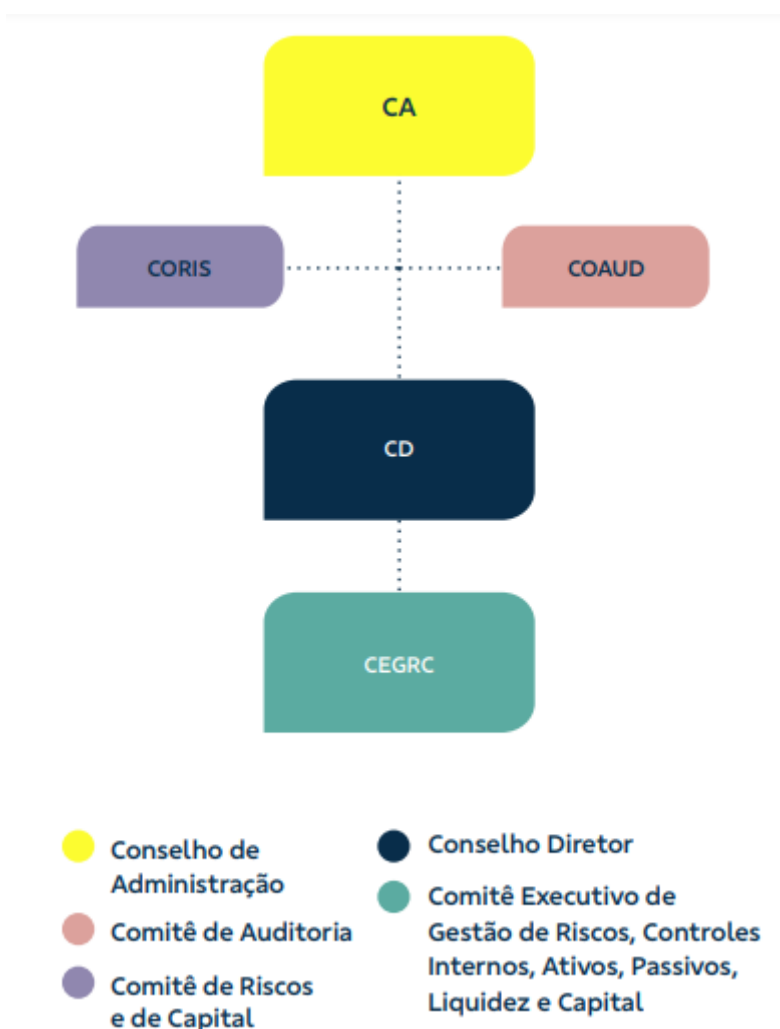 CA
CORIS
COAUD
CD
CEGRC
Conselho de
Administração
Comitê de Auditoria
Comitê de Riscos
e de Capital
Conselho Diretor
Comitê Executivo de
Gestão de Riscos, Controles
Internos, Ativos, Passivos,
Liquidez e Capital